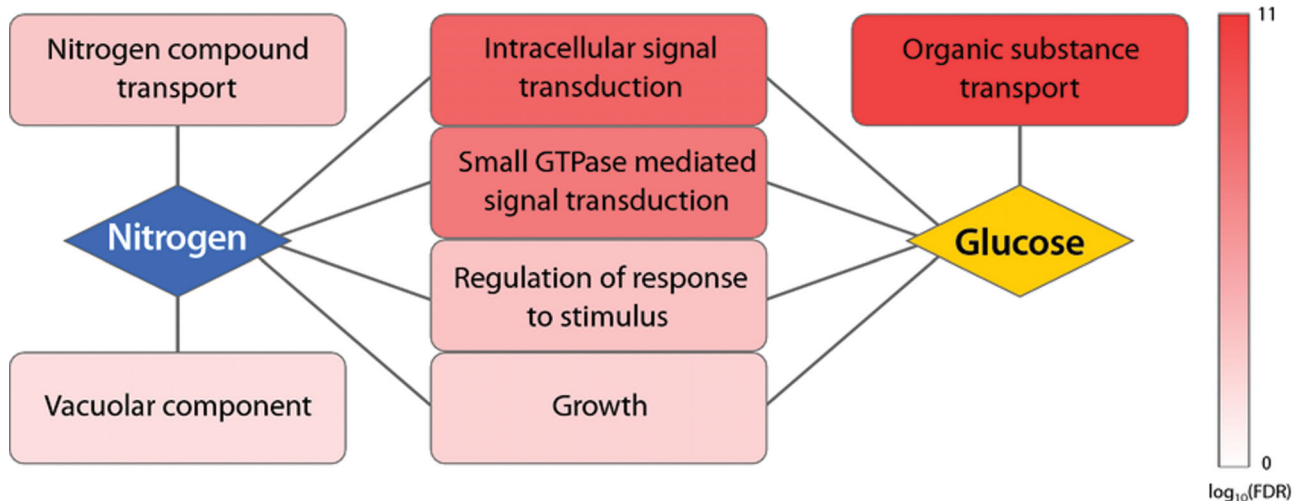 Nitrogen compound
transport
Intracellular signal
transduction
Organic substance
transport
11
Small GTPase mediated
signal transduction
Nitrogen
Glucose
Regulation of response
to stimulus
Vacuolar component
Growth
0
log₁₀(FDR)